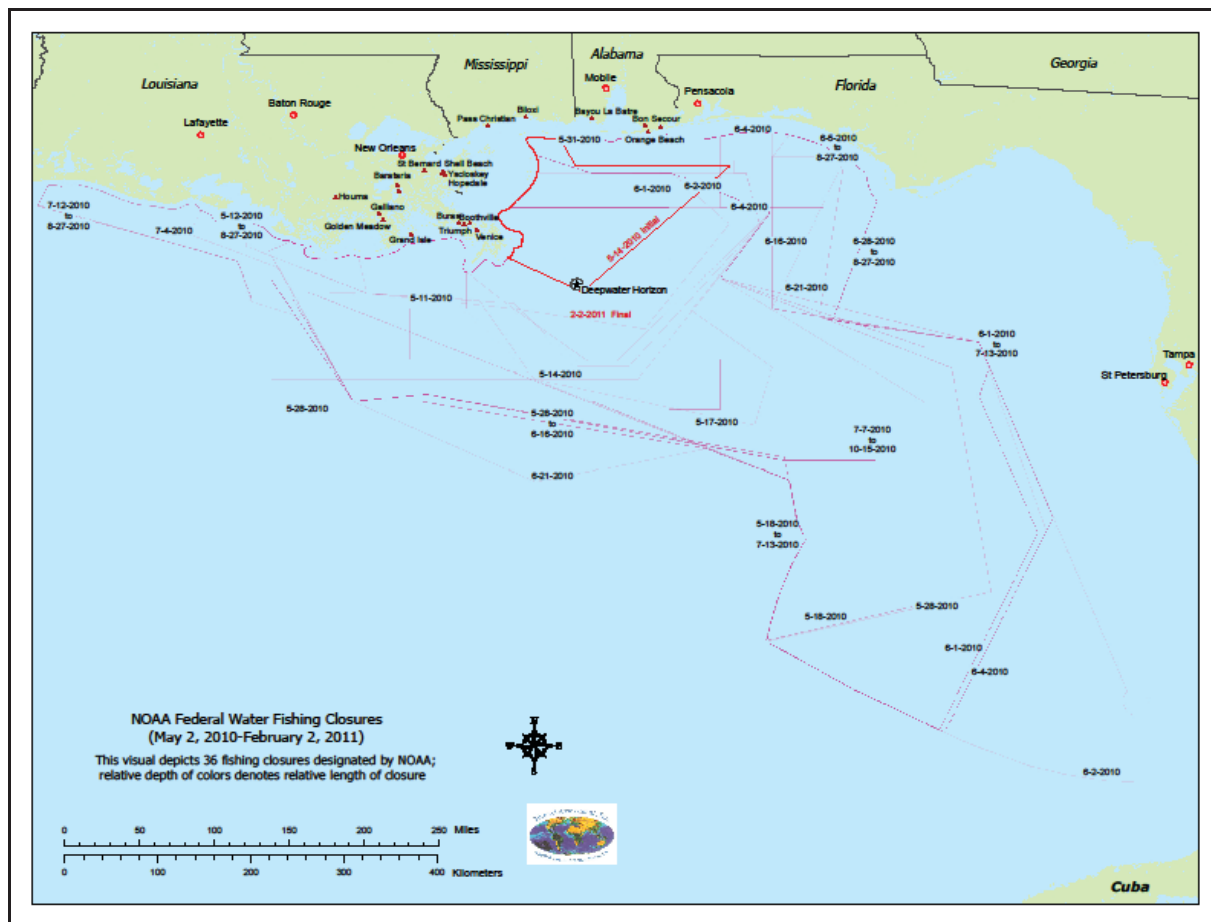 Alabama
Mississippi
Georgia
Louisiana
Mobile
Florida
Baton Rouge
Pensacola
Lafayette
Biloxi
Pass Christian
Bayou La Batre
Bon Secour
Orange Beach
5-31-2010
6-4-2010
6-5-2010
to
8-27-2010
New Orleans
St Bernard
Shell Beach
Yscloskey
Hopedale
Barataria
Houma
6-1-2010
6-2-2010
7-12-2010
to
8-27-2010
5-12-2010
to
8-27-2010
7-4-2010
Galliano
Golden Meadow
Grand Isle
Buras
Boothville
Triumph
Venice
6-4-2010
6-16-2010
6-28-2010
to
8-27-2010
6-21-2010
Deepwater Horizon
5-11-2010
2-2-2011 Final
6-1-2010
to
7-13-2010
Tampa
St Petersburg
5-14-2010
5-28-2010
5-28-2010
to
6-16-2010
5-17-2010
7-7-2010
to
10-15-2010
6-21-2010
5-18-2010
to
7-13-2010
5-18-2010
5-28-2010
6-1-2010
6-4-2010
6-2-2010
NOAA Federal Water Fishing Closures
(May 2, 2010-February 2, 2011)
This visual depicts 36 fishing closures designated by NOAA;
relative depth of colors denotes relative length of closure
N
W E
S
0 50 100 150 200 250 Miles
0 100 200 300 400 Kilometers
Cuba